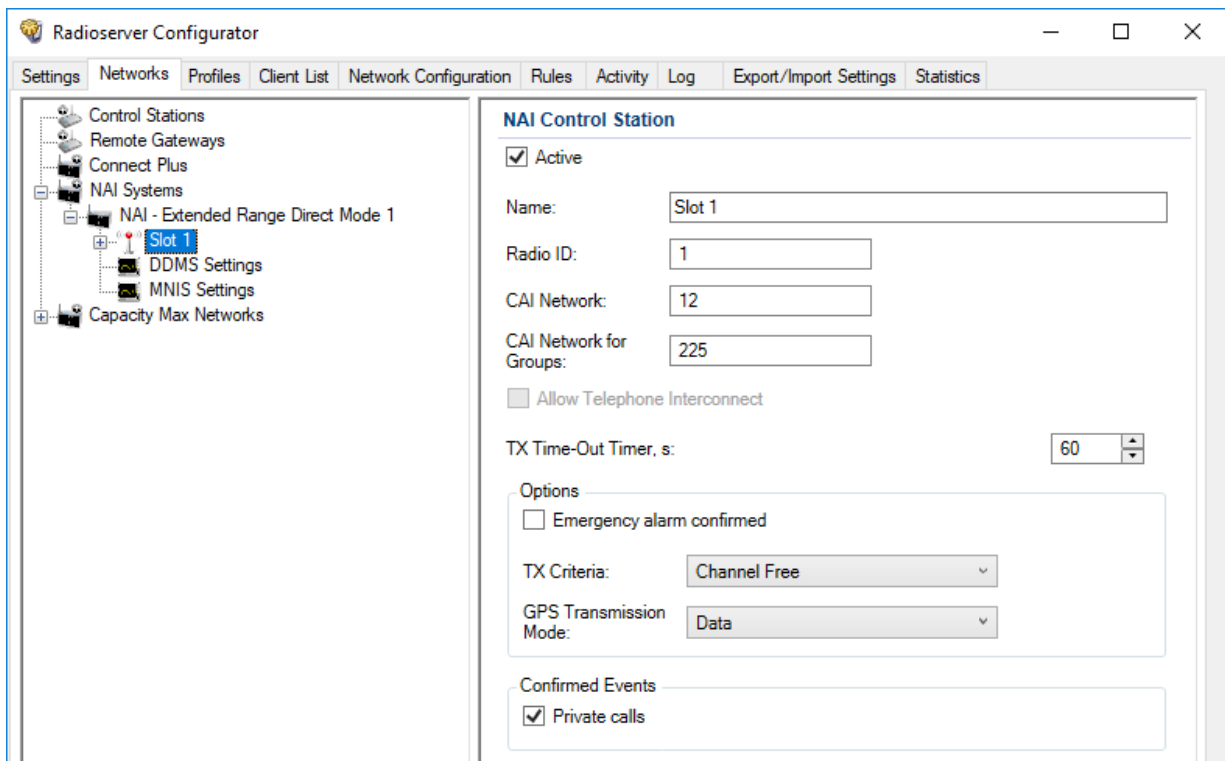 Radioserver Configurator
Settings Networks Profiles Client List Network Configuration Rules Activity Log Export/Import Settings Statistics
Control Stations
Remote Gateways
Connect Plus
NAI Systems
NAI - Extended Range Direct Mode 1
Slot 1
DDMS Settings
MNIS Settings
Capacity Max Networks
NAI Control Station
Active
Name: Slot 1
Radio ID: 1
CAI Network: 12
CAI Network for
Groups: 225
Allow Telephone Interconnect
TX Time-Out Timer, s: 60
Options
Emergency alarm confirmed
TX Criteria: Channel Free
GPS Transmission
Mode: Data
Confirmed Events
Private calls